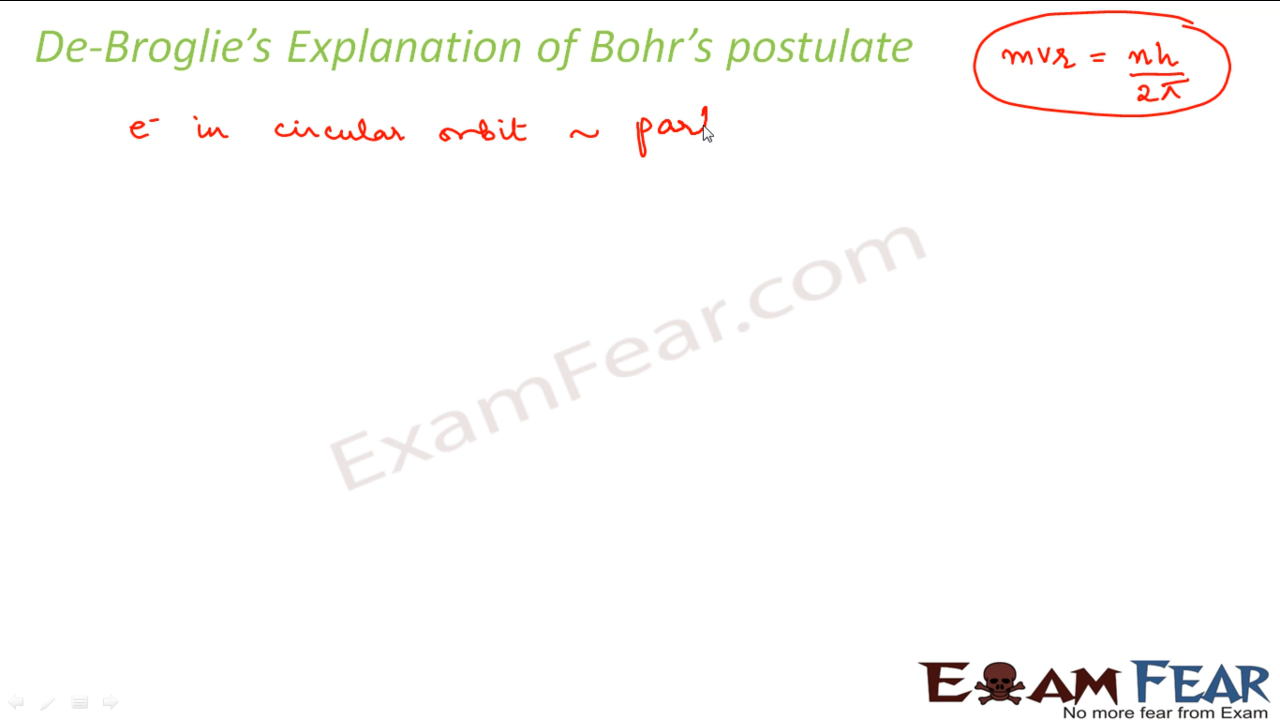 De-Broglie's Explanation of Bohr's postulate
mvr = nh/2π
e⁻ in circular orbit ~ part
ExamFear.com
EXAM FEAR
No more fear from Exam